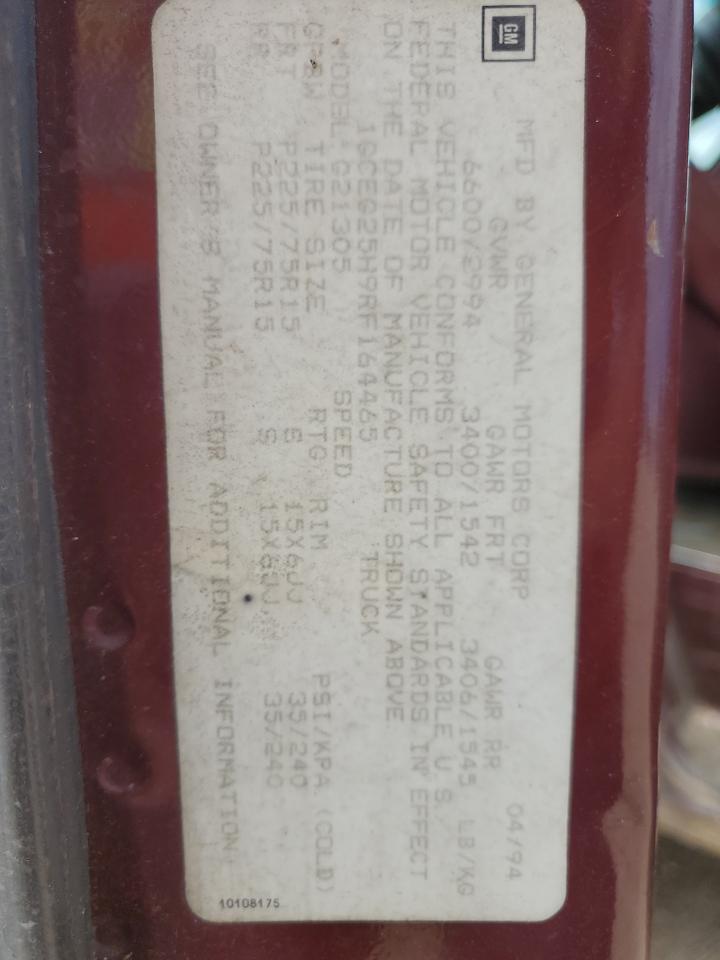 GM
MFD BY GENERAL MOTORS CORP 04/94
GVWR GAWR FRT GAWR RR
6600/2994 3400/1542 3406/1545 LB/KG
THIS VEHICLE CONFORMS TO ALL APPLICABLE U S
FEDERAL MOTOR VEHICLE SAFETY STANDARDS IN EFFECT
ON THE DATE OF MANUFACTURE SHOWN ABOVE
1GCEG25H9RF164465 TRUCK
MODEL G21305 SPEED
TIRE SIZE RTG RIM PSI/KPA (COLD)
FRT P225/75R15 S 15X6JJ 35/240
RR P225/75R15 S 15X6JJ 35/240
SEE OWNER'S MANUAL FOR ADDITIONAL INFORMATION
10108175